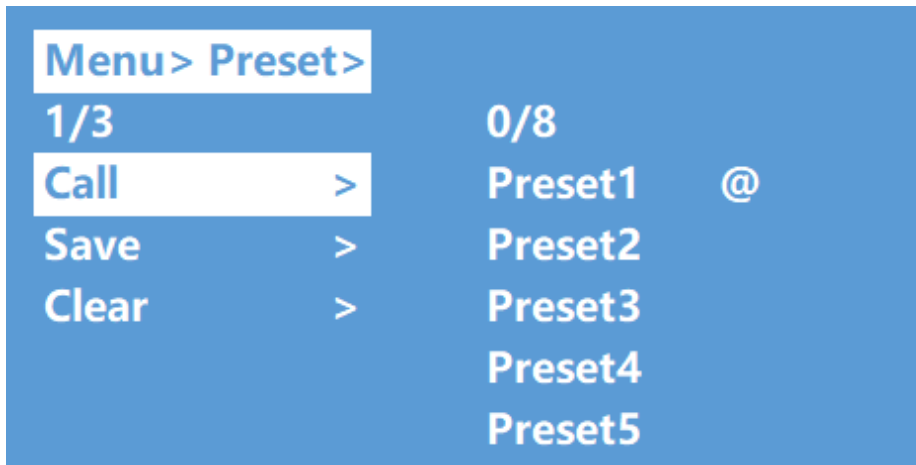 Menu> Preset>
1/3 0/8
Call > Preset1 @
Save > Preset2
Clear > Preset3
Preset4
Preset5